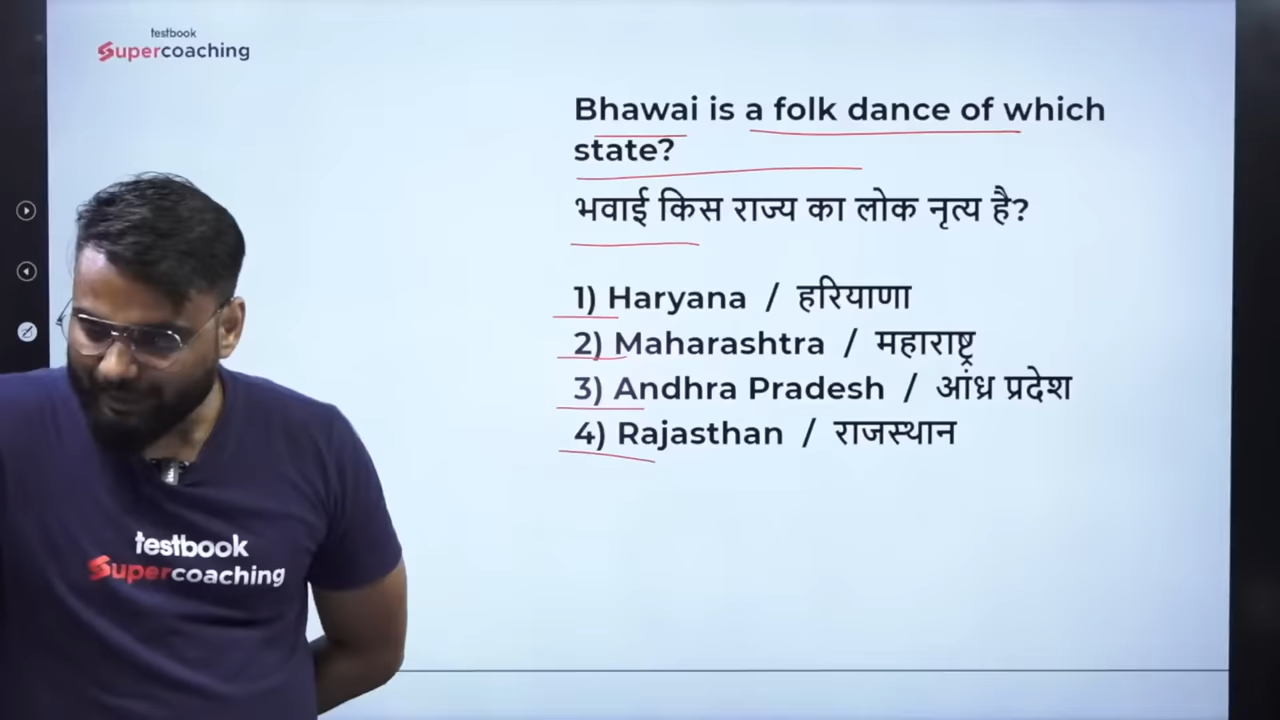 testbook
Supercoaching
Bhawai is a folk dance of which
state?
भवाई किस राज्य का लोक नृत्य है?
1) Haryana / हरियाणा
2) Maharashtra / महाराष्ट्र
3) Andhra Pradesh / आंध्र प्रदेश
4) Rajasthan / राजस्थान
testbook
Supercoaching